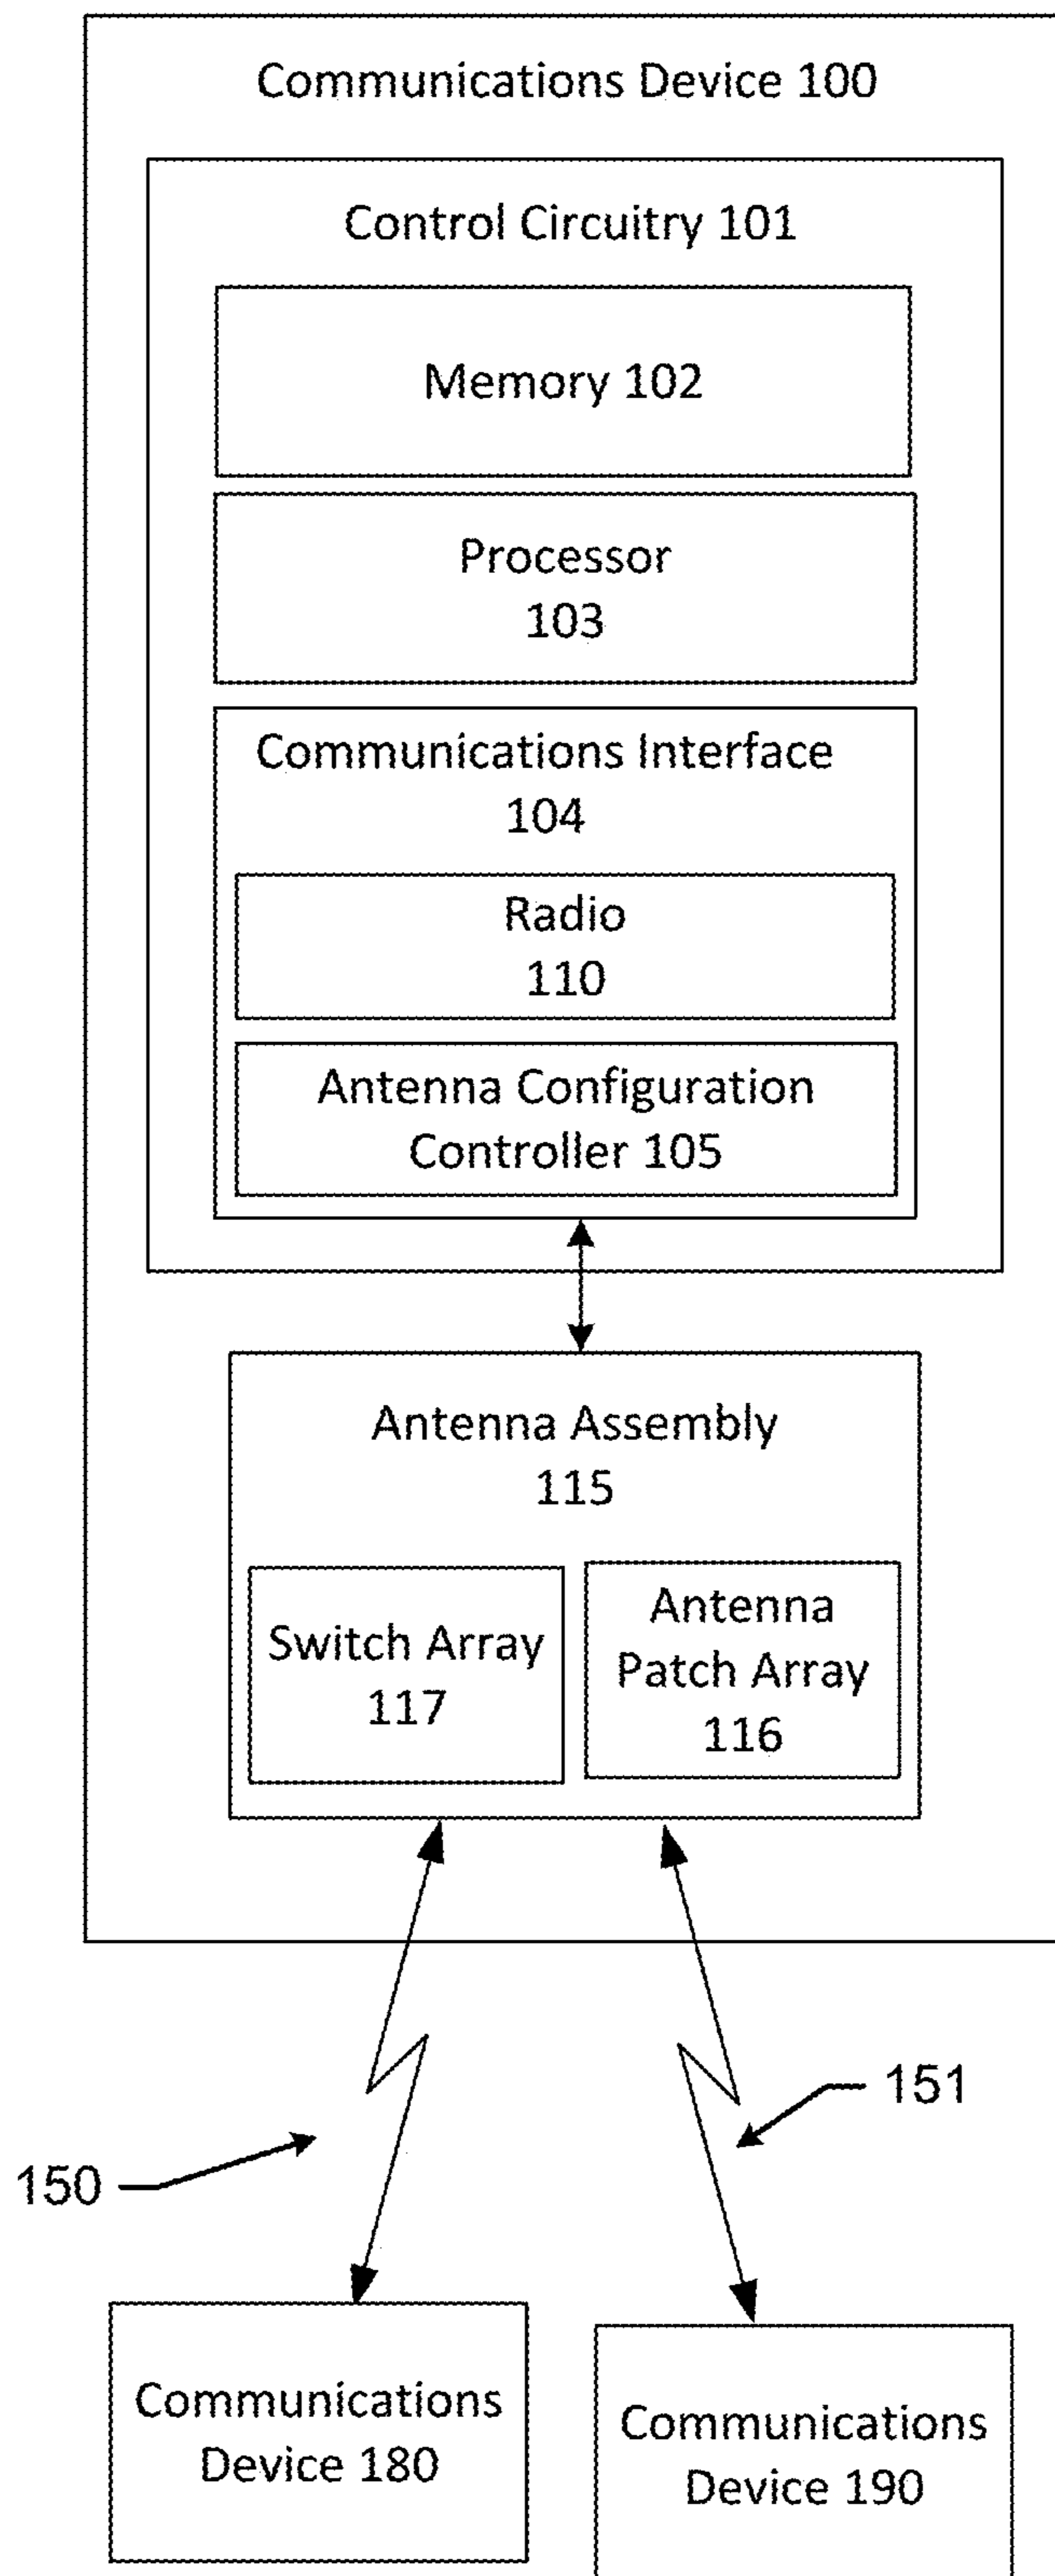 Communications Device 100
Control Circuitry 101
Memory 102
Processor
103
Communications Interface
104
Radio
110
Antenna Configuration
Controller 105
Antenna Assembly
115
Switch Array
117
Antenna
Patch Array
116
151
150
Communications
Device 180
Communications
Device 190